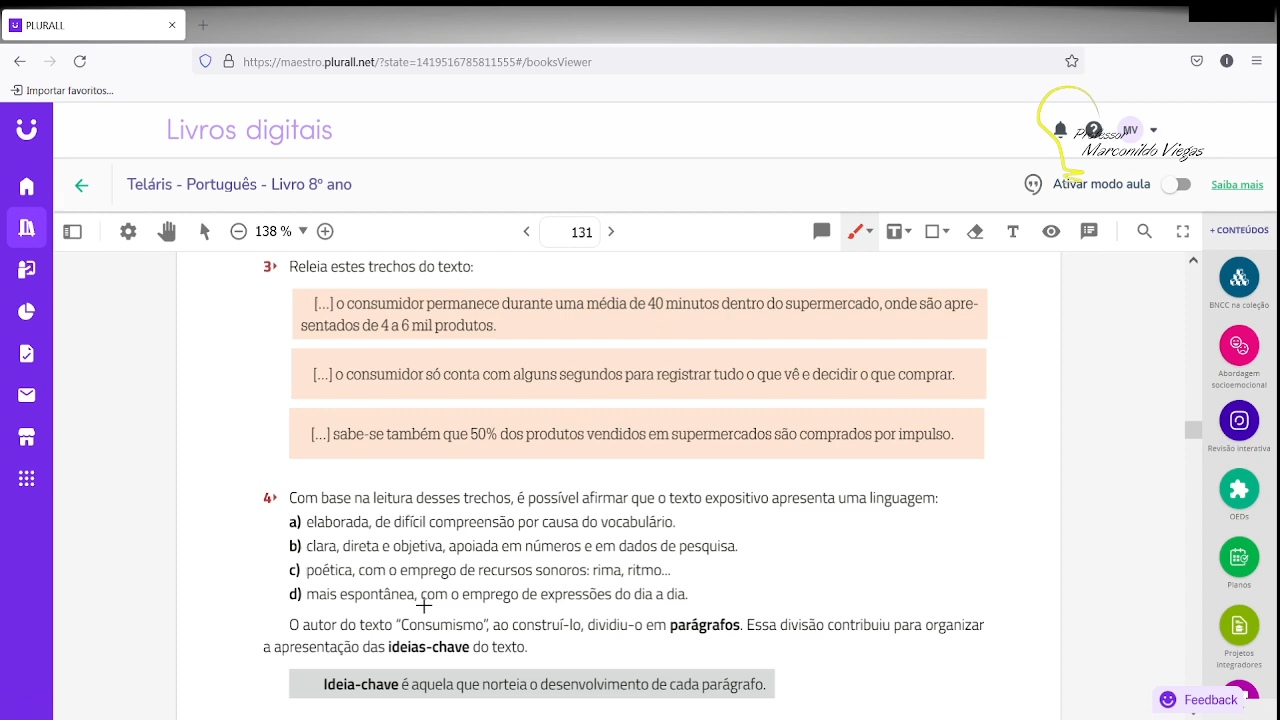 PLURALL
https://maestro.plurall.net/?state=1419516785811555#/booksViewer
Importar favoritos...
Livros digitais
MV
Professor
Marconildo Viegas
Teláris - Português - Livro 8º ano
Ativar modo aula
Saiba mais
138 %
131
+ CONTEÚDOS
3 Releia estes trechos do texto:
[...] o consumidor permanece durante uma média de 40 minutos dentro do supermercado, onde são apre-
sentados de 4 a 6 mil produtos.
[...] o consumidor só conta com alguns segundos para registrar tudo o que vê e decidir o que comprar.
[...] sabe-se também que 50% dos produtos vendidos em supermercados são comprados por impulso.
4 Com base na leitura desses trechos, é possível afirmar que o texto expositivo apresenta uma linguagem:
a) elaborada, de difícil compreensão por causa do vocabulário.
b) clara, direta e objetiva, apoiada em números e em dados de pesquisa.
c) poética, com o emprego de recursos sonoros: rima, ritmo...
d) mais espontânea, com o emprego de expressões do dia a dia.
O autor do texto “Consumismo”, ao construí-lo, dividiu-o em parágrafos. Essa divisão contribuiu para organizar
a apresentação das ideias-chave do texto.
Ideia-chave é aquela que norteia o desenvolvimento de cada parágrafo.
BNCC na coleção
Abordagem
socioemocional
Revisão interativa
OEDs
Planos
Projetos
integradores
Feedback